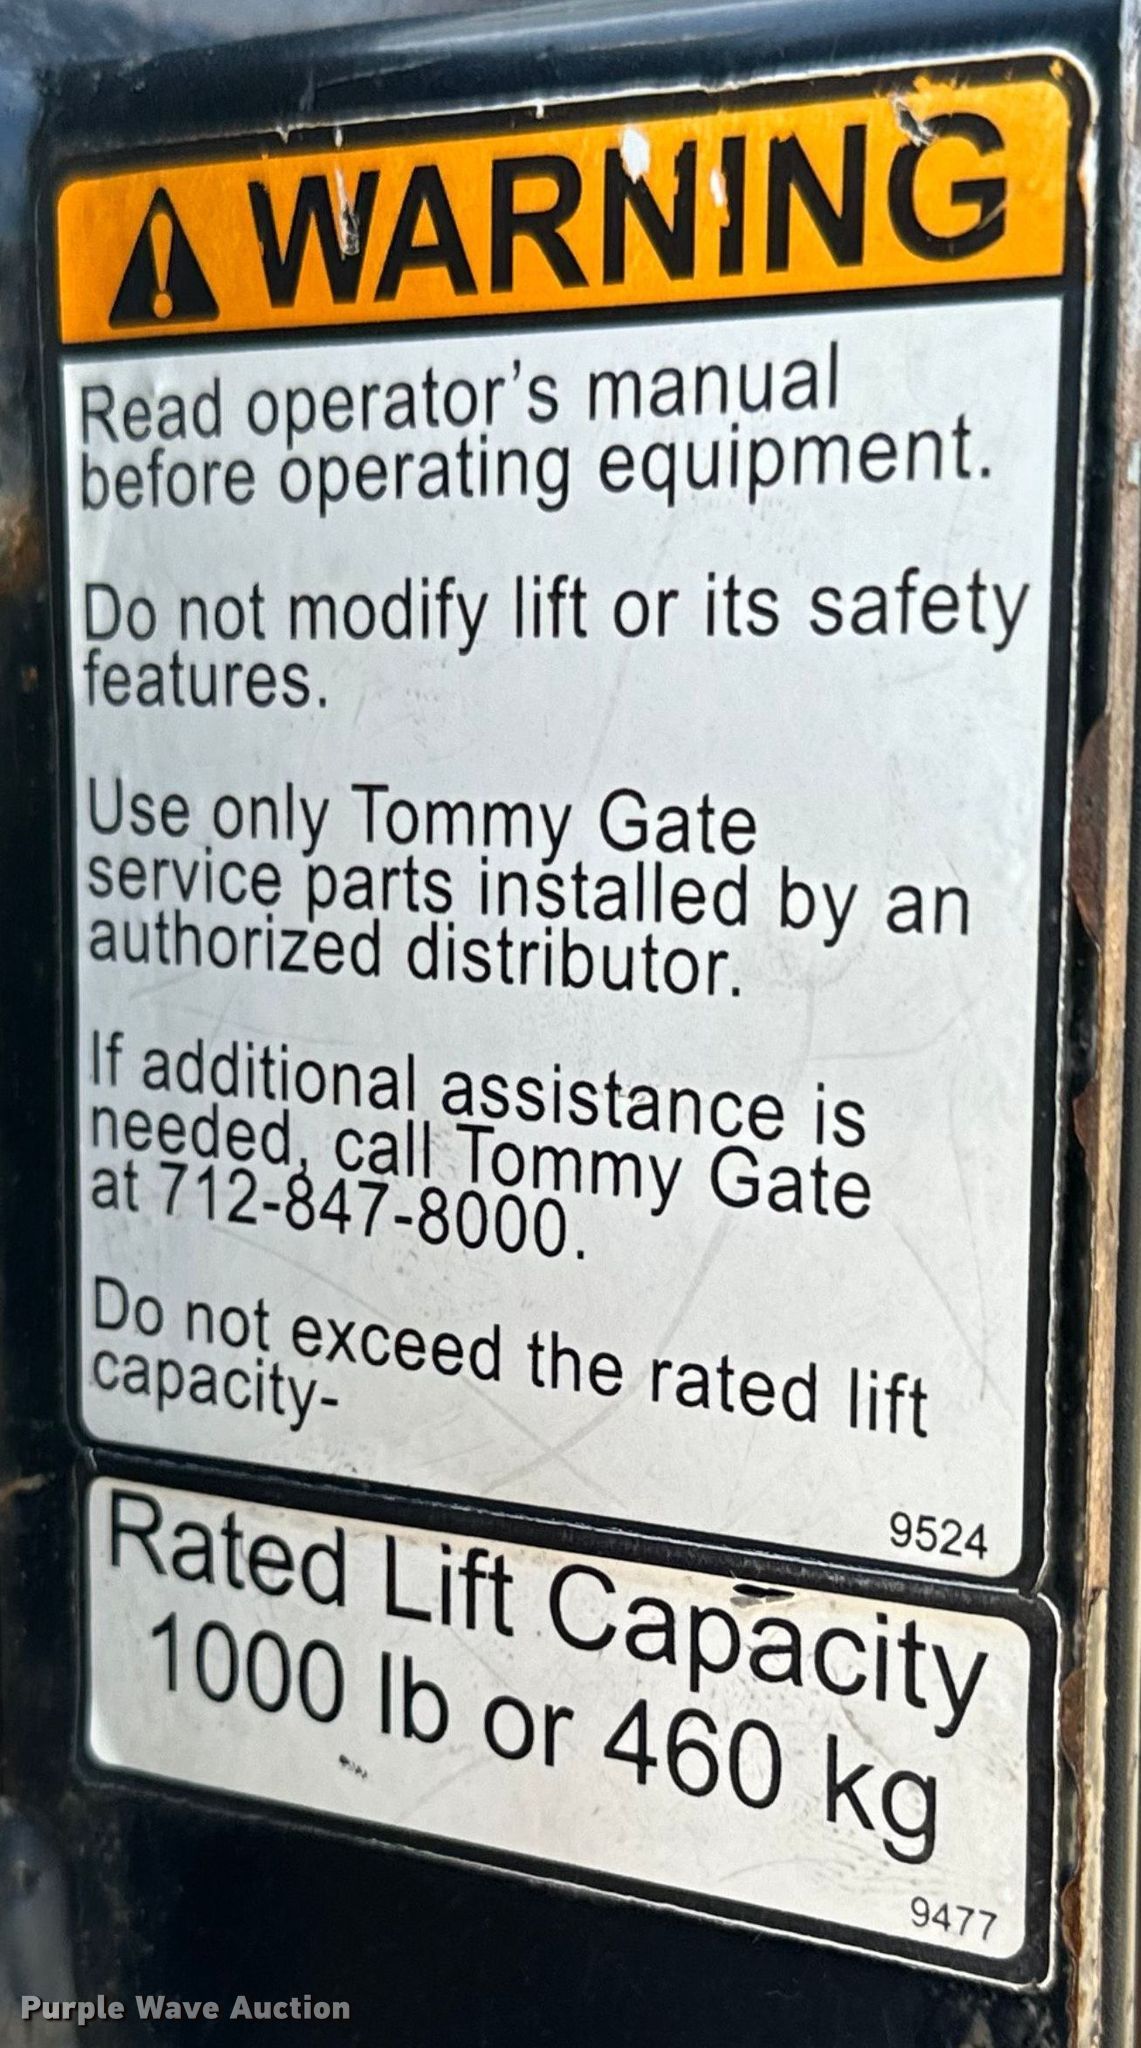 WARNING
Read operator's manual
before operating equipment.
Do not modify lift or its safety
features.
Use only Tommy Gate
service parts installed by an
authorized distributor.
If additional assistance is
needed, call Tommy Gate
at 712-847-8000.
Do not exceed the rated lift
capacity-
9524
Rated Lift Capacity
1000 lb or 460 kg
9477
Purple Wave Auction